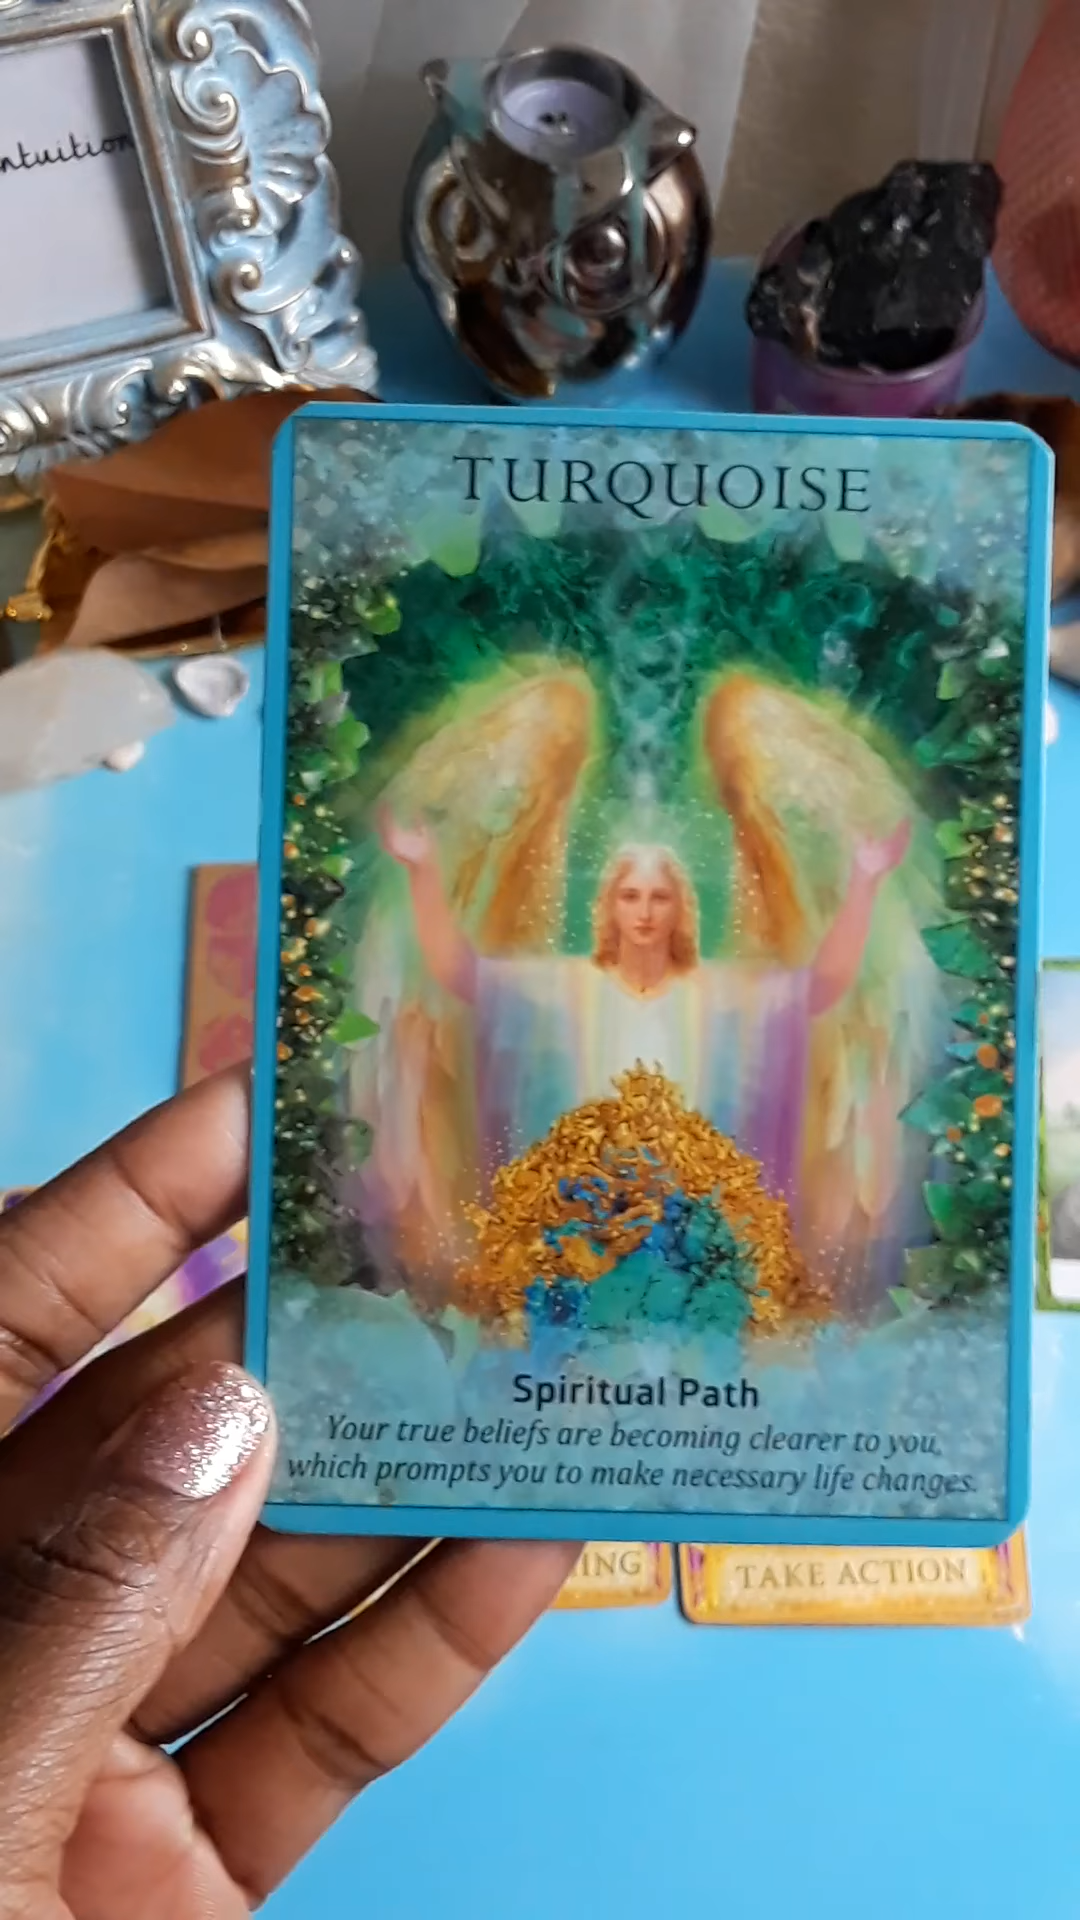 ntuition
TURQUOISE
Spiritual Path
Your true beliefs are becoming clearer to you,
which prompts you to make necessary life changes.
ING
TAKE ACTION